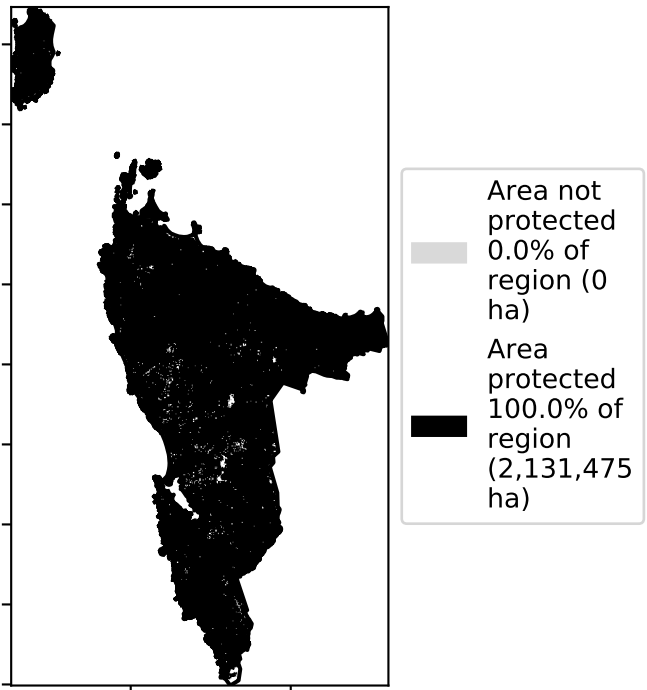 Area not
protected
0.0% of
region (0
ha)
Area
protected
100.0% of
region
(2,131,475
ha)